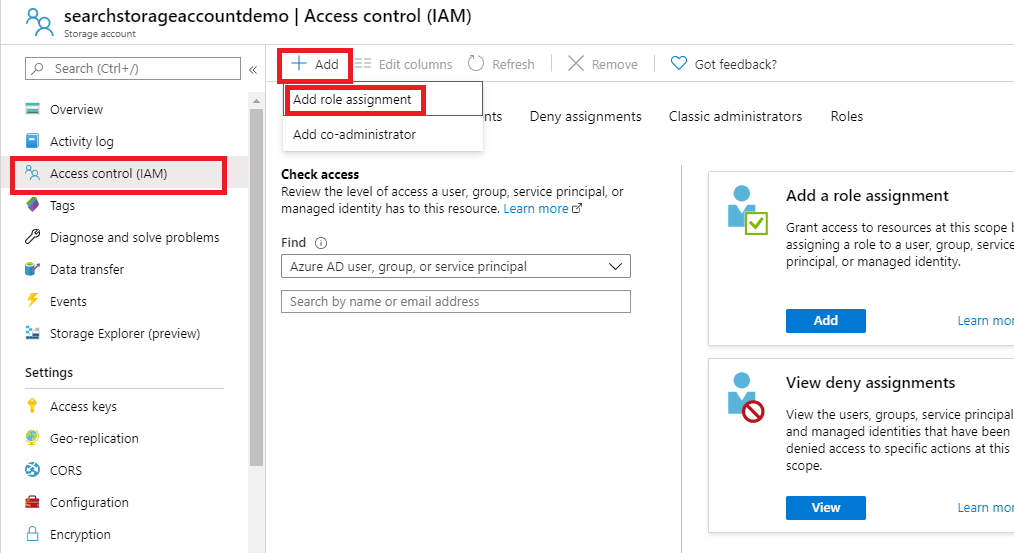 searchstorageaccountdemo | Access control (IAM)
Storage account
Search (Ctrl+/)
«
Overview
Activity log
Access control (IAM)
Tags
Diagnose and solve problems
Data transfer
Events
Storage Explorer (preview)
Settings
Access keys
Geo-replication
CORS
Configuration
Encryption
Add
Edit columns
Refresh
Remove
Got feedback?
Add role assignment
Add co-administrator
nts
Deny assignments
Classic administrators
Roles
Check access
Review the level of access a user, group, service principal, or
managed identity has to this resource. Learn more
Find
Azure AD user, group, or service principal
Search by name or email address
Add a role assignment
Grant access to resources at this scope b
assigning a role to a user, group, service
principal, or managed identity.
Add
Learn mor
View deny assignments
View the users, groups, service principal
and managed identities that have been
denied access to specific actions at this
scope.
View
Learn mor